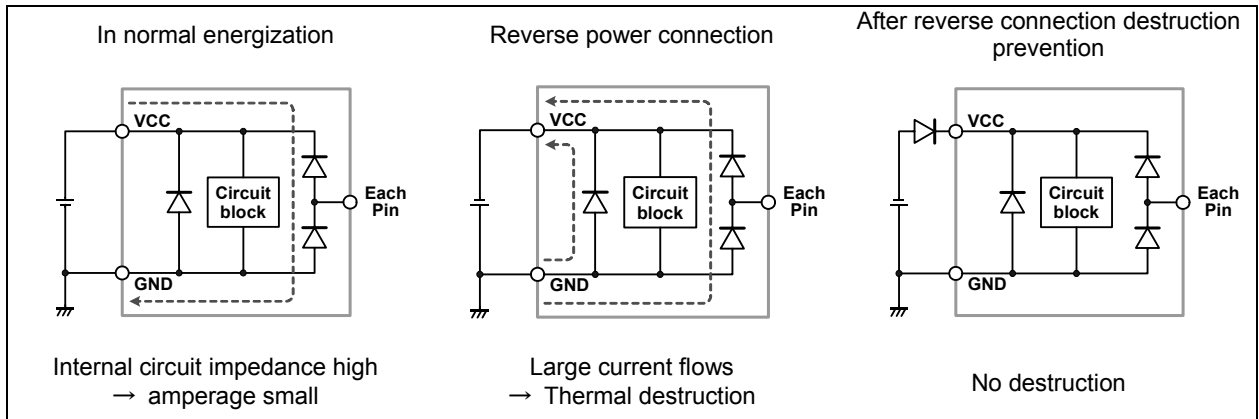 In normal energization
VCC
Circuit
block
Each
Pin
GND
Internal circuit impedance high
→ amperage small
Reverse power connection
VCC
Circuit
block
Each
Pin
GND
Large current flows
→ Thermal destruction
After reverse connection destruction
prevention
VCC
Circuit
block
Each
Pin
GND
No destruction